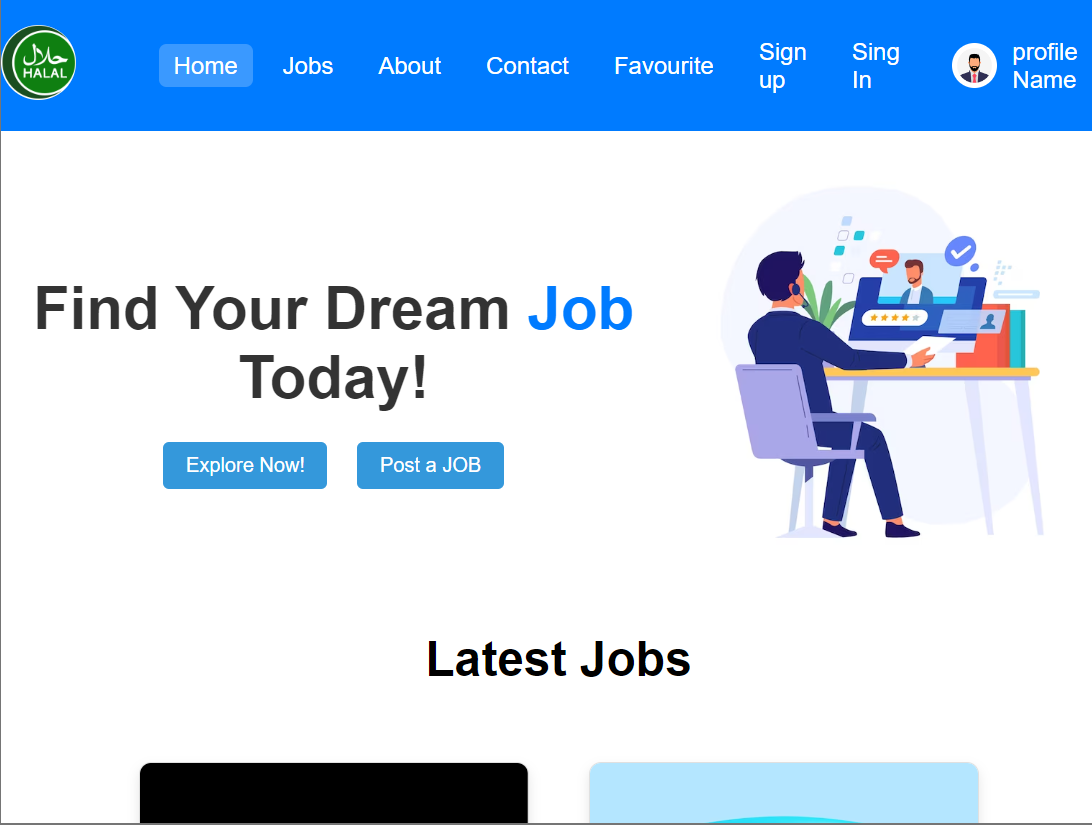 حلال
HALAL
Home
Jobs
About
Contact
Favourite
Sign
up
Sing
In
profile
Name
Find Your Dream Job
Today!
Explore Now!
Post a JOB
Latest Jobs